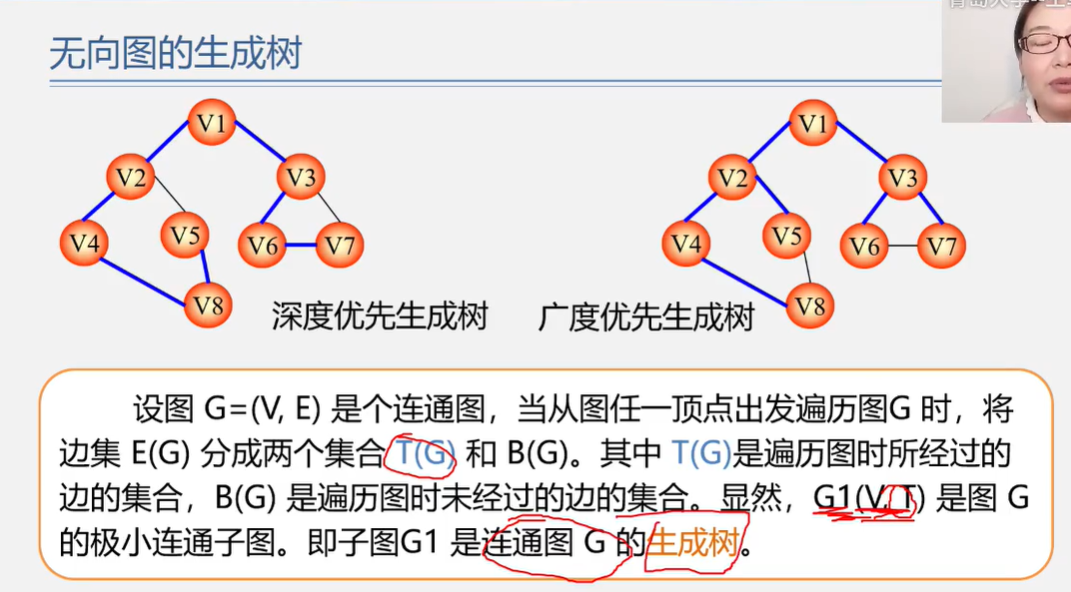 无向图的生成树
V1
V2
V3
V4
V5
V6
V7
V8
深度优先生成树
V1
V2
V3
V4
V5
V6
V7
V8
广度优先生成树
设图 G=(V, E) 是个连通图，当从图任一顶点出发遍历图G 时，将
边集 E(G) 分成两个集合 T(G) 和 B(G)。其中 T(G)是遍历图时所经过的
边的集合，B(G) 是遍历图时未经过的边的集合。显然，G1(V, T) 是图 G
的极小连通子图。即子图G1 是连通图 G 的生成树。